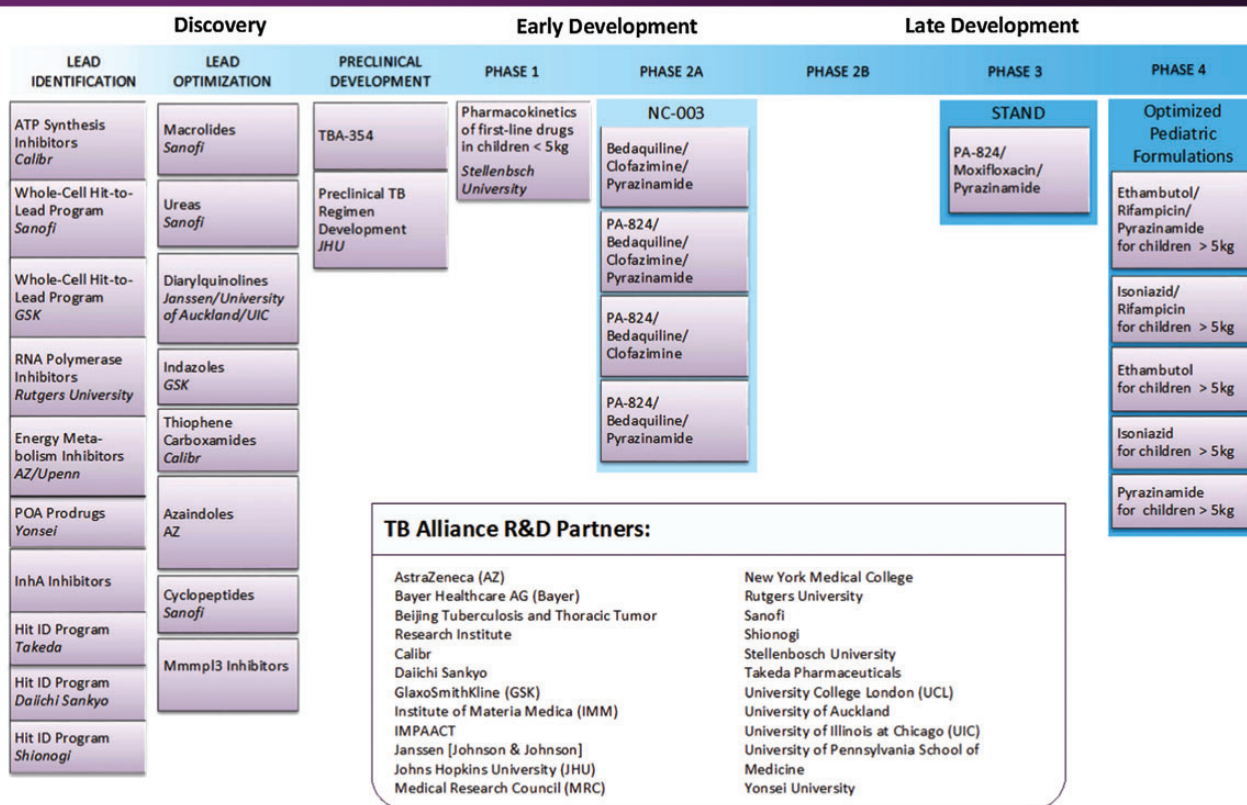 Discovery
Early Development
Late Development
LEAD
IDENTIFICATION
LEAD
OPTIMIZATION
PRECLINICAL
DEVELOPMENT
PHASE 1
PHASE 2A
PHASE 2B
PHASE 3
PHASE 4
ATP Synthesis
Inhibitors
Calibr
Whole-Cell Hit-to-
Lead Program
Sanofi
Whole-Cell Hit-to-
Lead Program
GSK
RNA Polymerase
Inhibitors
Rutgers University
Energy Meta-
bolism Inhibitors
AZ/Upenn
POA Prodrugs
Yonsei
InhA Inhibitors
Hit ID Program
Takeda
Hit ID Program
Daiichi Sankyo
Hit ID Program
Shionogi
Macrolides
Sanofi
Ureas
Sanofi
Diarylquinolines
Janssen/University
of Auckland/UIC
Indazoles
GSK
Thiophene
Carboxamides
Calibr
Azaindoles
AZ
Cyclopeptides
Sanofi
Mmmpl3 Inhibitors
TBA-354
Preclinical TB
Regimen
Development
JHU
Pharmacokinetics
of first-line drugs
in children < 5kg
Stellenbsch
University
NC-003
Bedaquiline/
Clofazimine/
Pyrazinamide
PA-824/
Bedaquiline/
Clofazimine/
Pyrazinamide
PA-824/
Bedaquiline/
Clofazimine
PA-824/
Bedaquiline/
Pyrazinamide
STAND
PA-824/
Moxifloxacin/
Pyrazinamide
Optimized
Pediatric
Formulations
Ethambutol/
Rifampicin/
Pyrazinamide
for children > 5kg
Isoniazid/
Rifampicin
for children > 5kg
Ethambutol
for children > 5kg
Isoniazid
for children > 5kg
Pyrazinamide
for children > 5kg
TB Alliance R&D Partners:
AstraZeneca (AZ)
Bayer Healthcare AG (Bayer)
Beijing Tuberculosis and Thoracic Tumor
Research Institute
Calibr
Daiichi Sankyo
GlaxoSmithKline (GSK)
Institute of Materia Medica (IMM)
IMPAACT
Janssen [Johnson & Johnson]
Johns Hopkins University (JHU)
Medical Research Council (MRC)
New York Medical College
Rutgers University
Sanofi
Shionogi
Stellenbosch University
Takeda Pharmaceuticals
University College London (UCL)
University of Auckland
University of Illinois at Chicago (UIC)
University of Pennsylvania School of
Medicine
Yonsei University